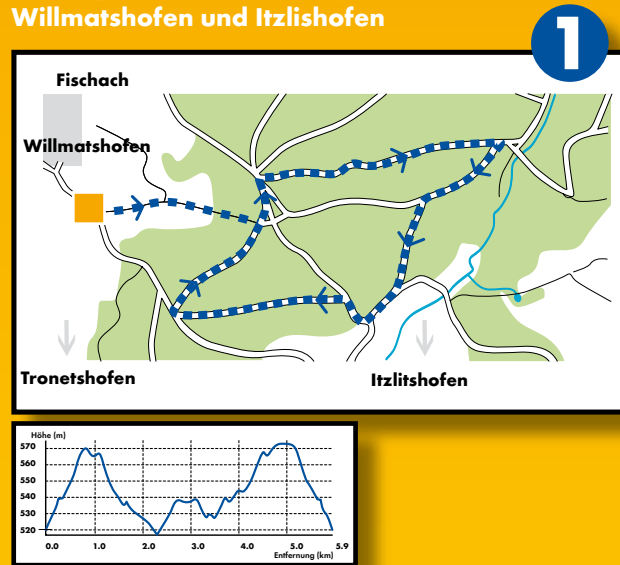 Willmatshofen und Itzlishofen
1
Fischach
Willmatshofen
Tronetshofen
Itzlitshofen
Höhe (m)
570
560
550
540
530
520
0.0 1.0 2.0 3.0 4.0 5.0 5.9
Entfernung (km)